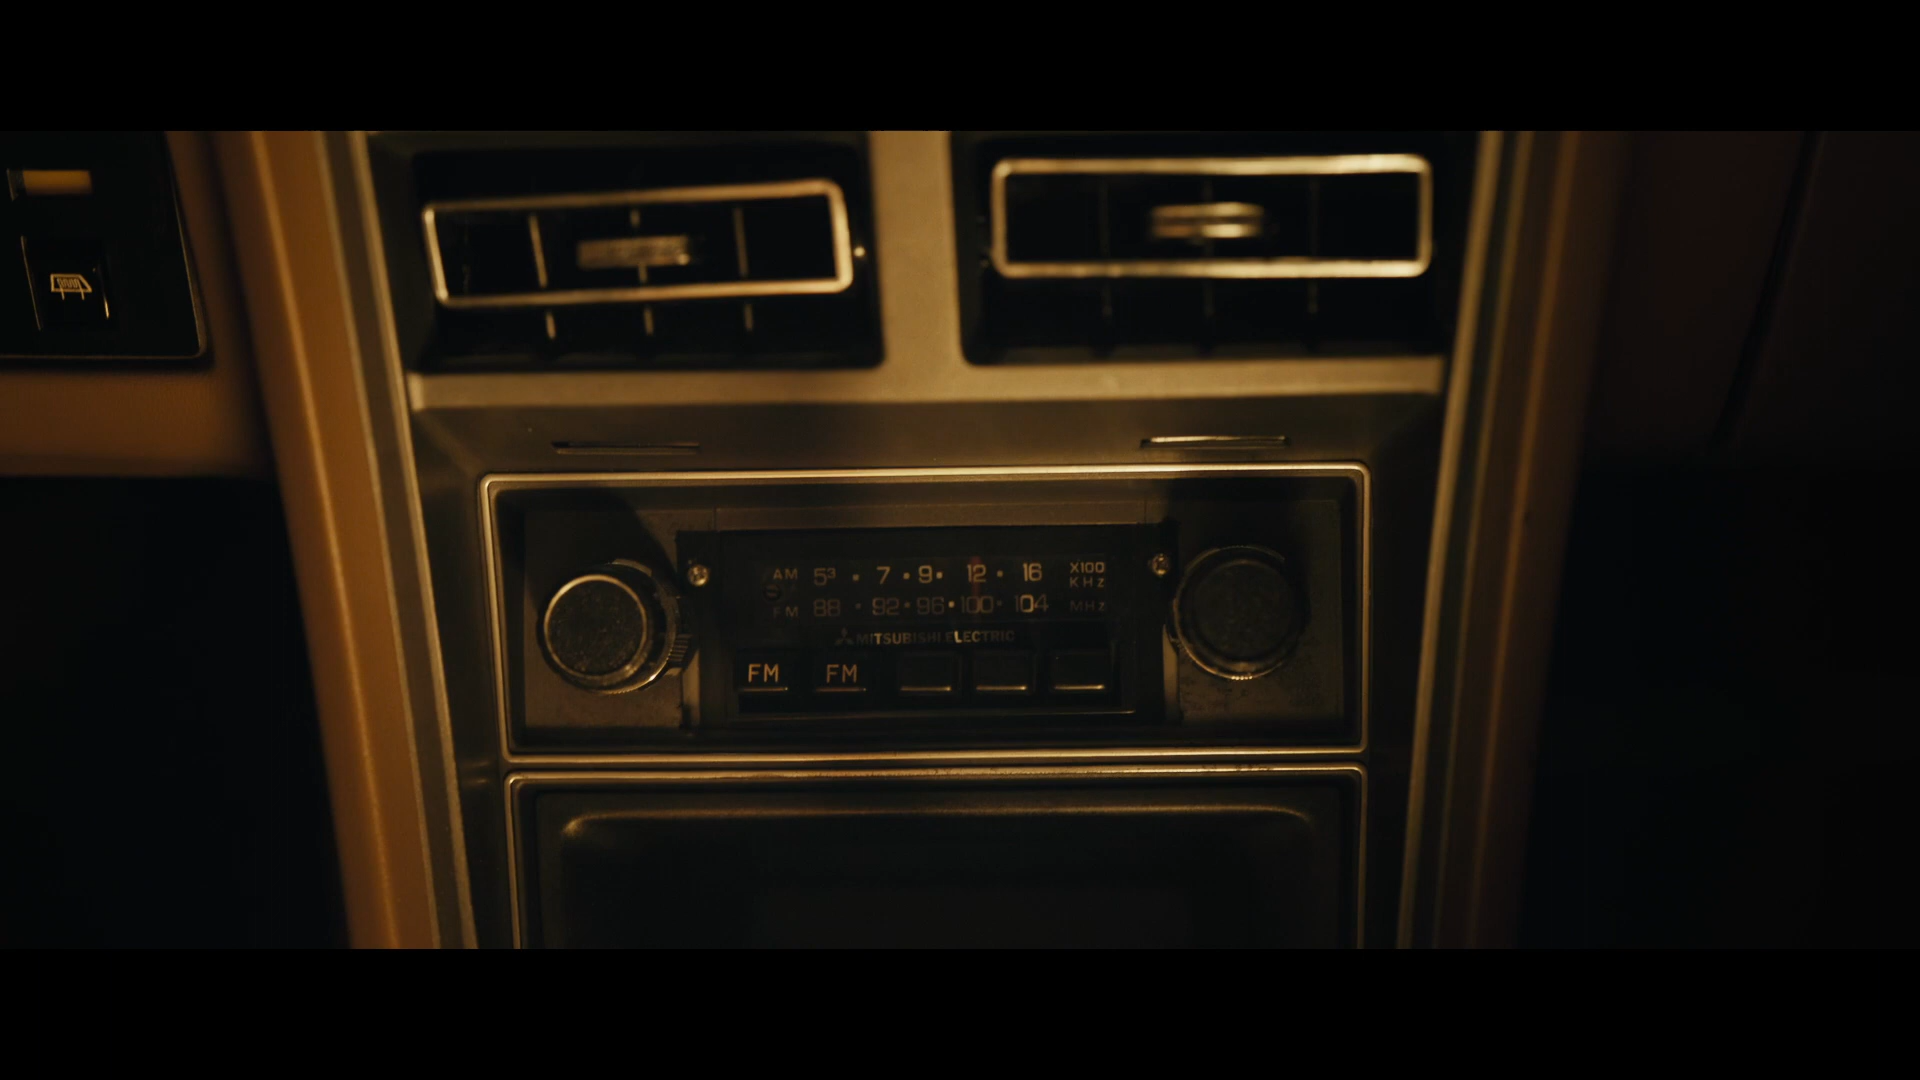 AM 5³ • 7 • 9 • 12 • 16 X100 KHz
FM 88 • 92 • 96 • 100 • 104 MHz
MITSUBISHI ELECTRIC
FM FM